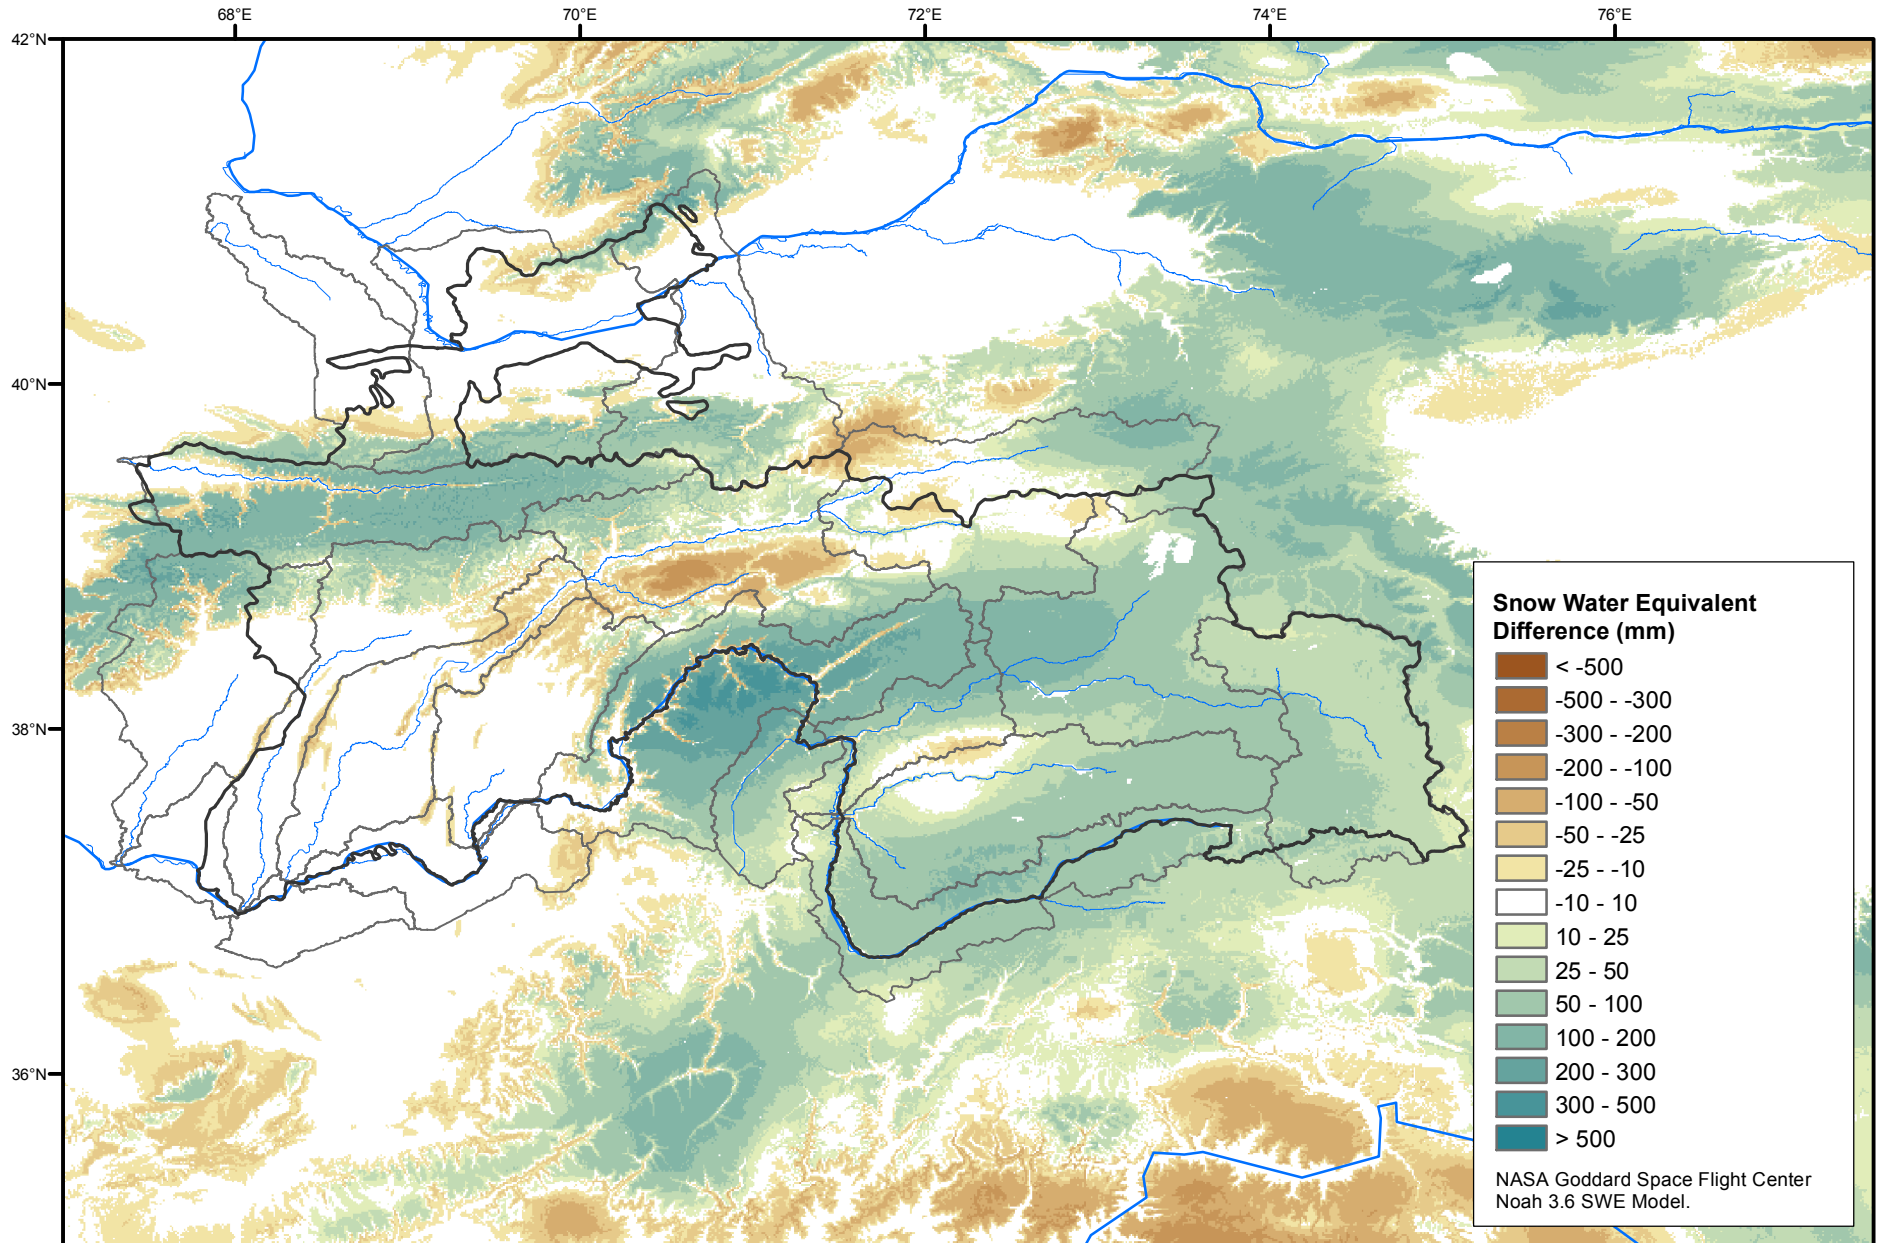 68°E 70°E 72°E 74°E 76°E
42°N
40°N
38°N
36°N
Snow Water Equivalent
Difference (mm)
< -500
-500 - -300
-300 - -200
-200 - -100
-100 - -50
-50 - -25
-25 - -10
-10 - 10
10 - 25
25 - 50
50 - 100
100 - 200
200 - 300
300 - 500
> 500
NASA Goddard Space Flight Center
Noah 3.6 SWE Model.